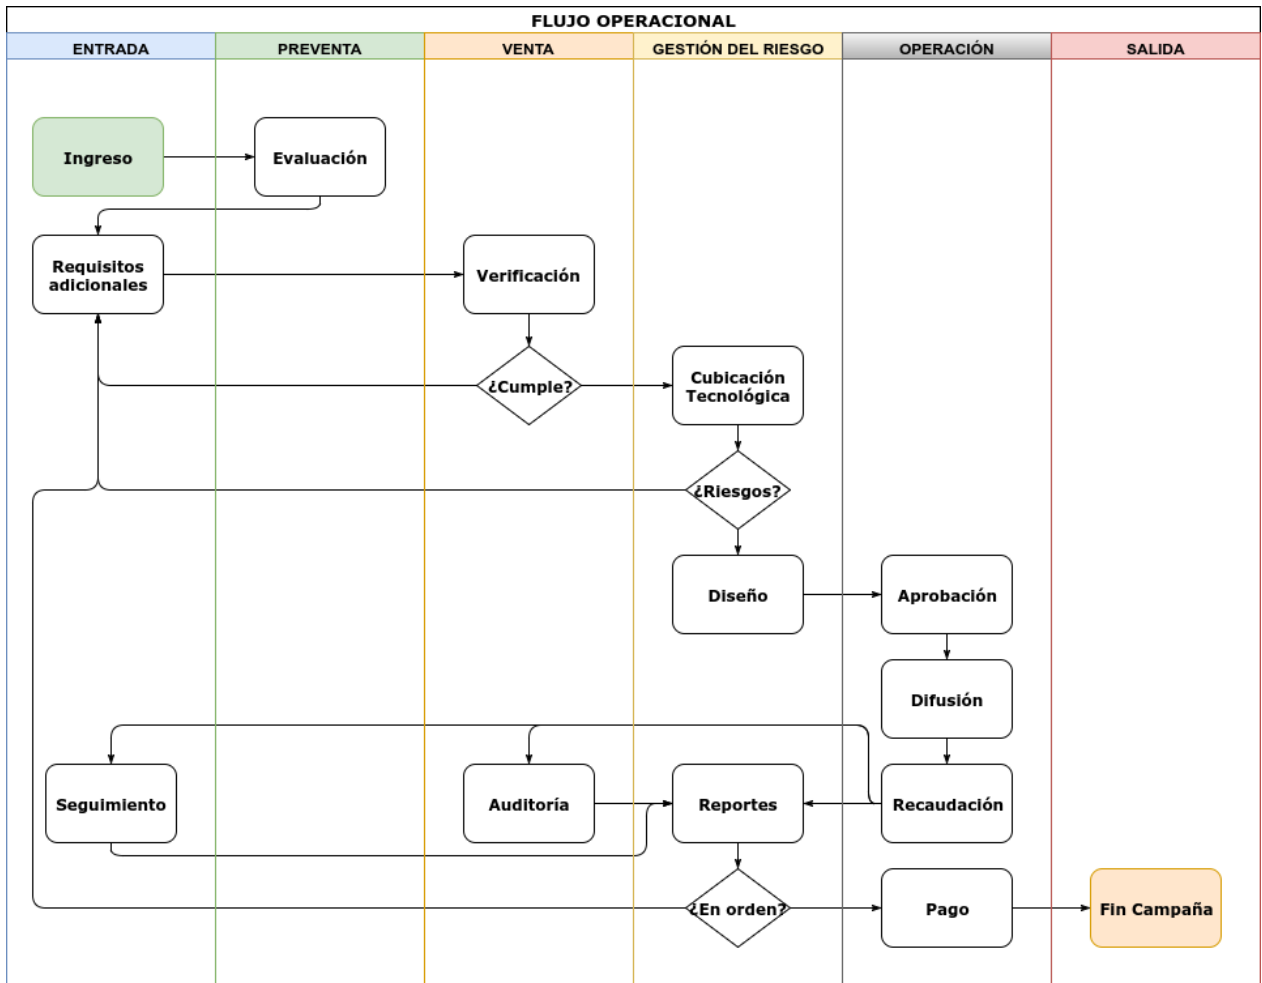 FLUJO OPERACIONAL
ENTRADA
PREVENTA
VENTA
GESTIÓN DEL RIESGO
OPERACIÓN
SALIDA
Ingreso
Evaluación
Requisitos
adicionales
Verificación
¿Cumple?
Cubicación
Tecnológica
¿Riesgos?
Diseño
Aprobación
Difusión
Seguimiento
Auditoría
Reportes
Recaudación
¿En orden?
Pago
Fin Campaña